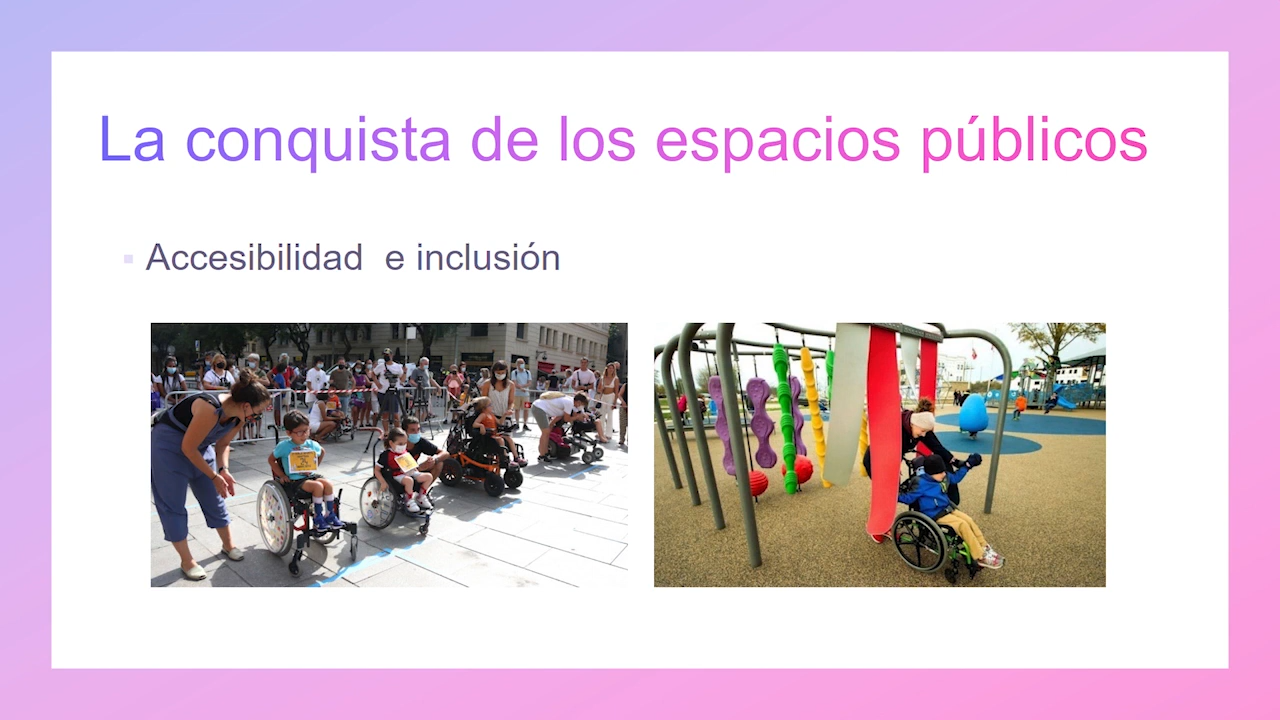 La conquista de los espacios públicos
Accesibilidad  e inclusión